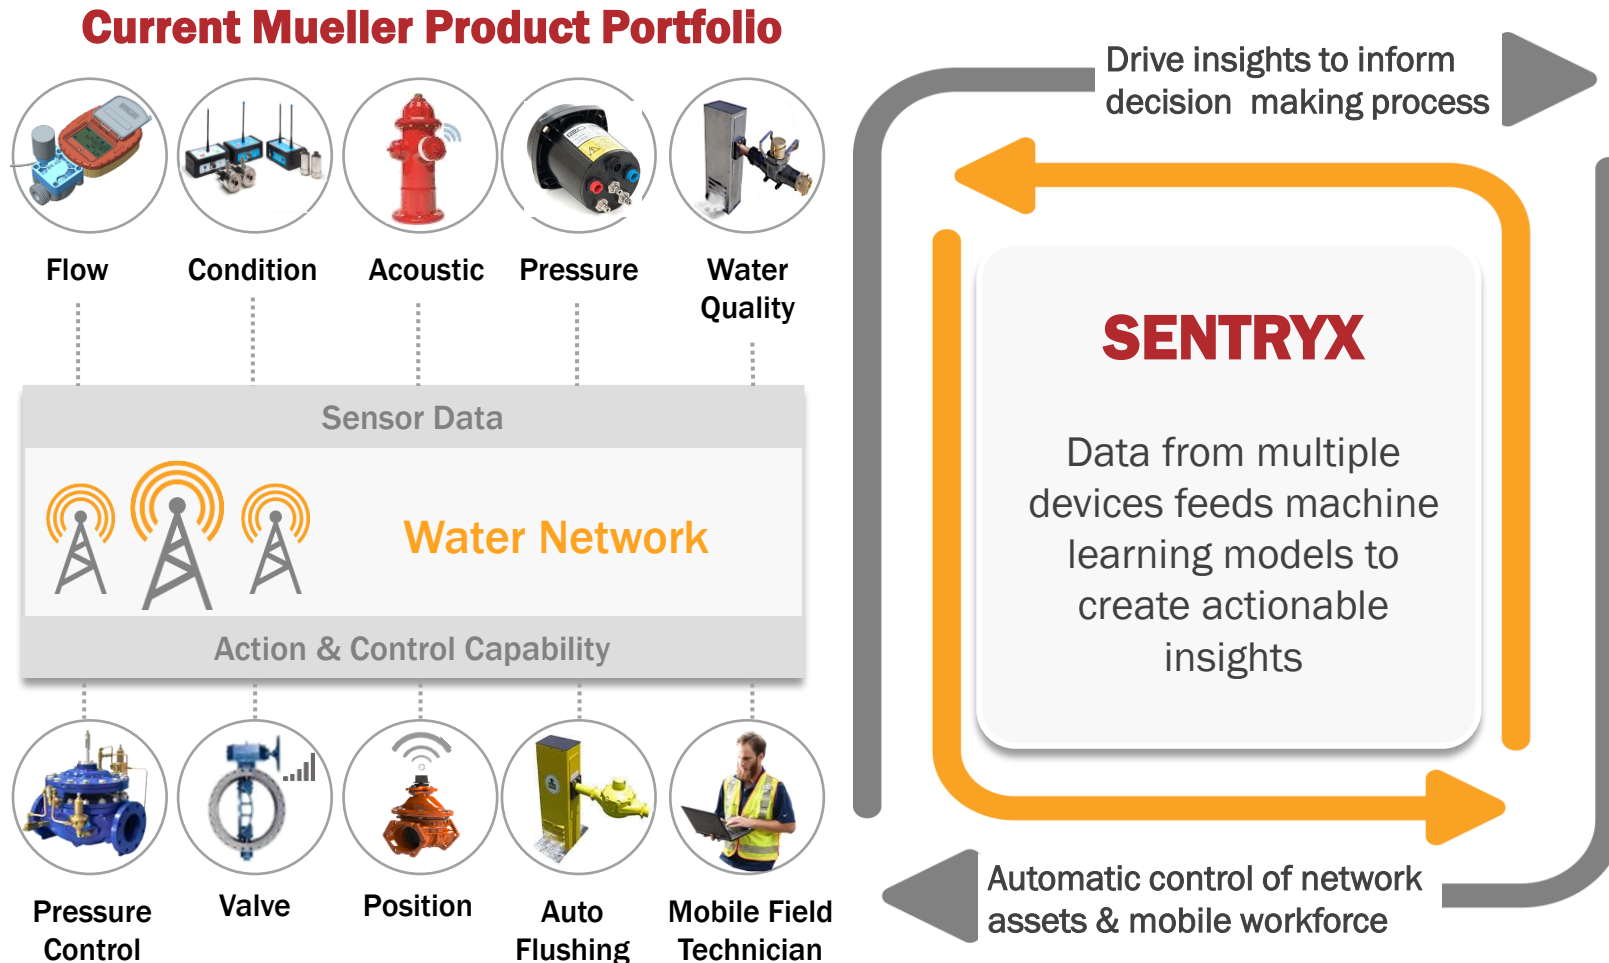 Current Mueller Product Portfolio
Flow
Condition
Acoustic
Pressure
Water
Quality
Sensor Data
Water Network
Action & Control Capability
Pressure
Control
Valve
Position
Auto
Flushing
Mobile Field
Technician
Drive insights to inform
decision making process
SENTRYX
Data from multiple
devices feeds machine
learning models to
create actionable
insights
Automatic control of network
assets & mobile workforce